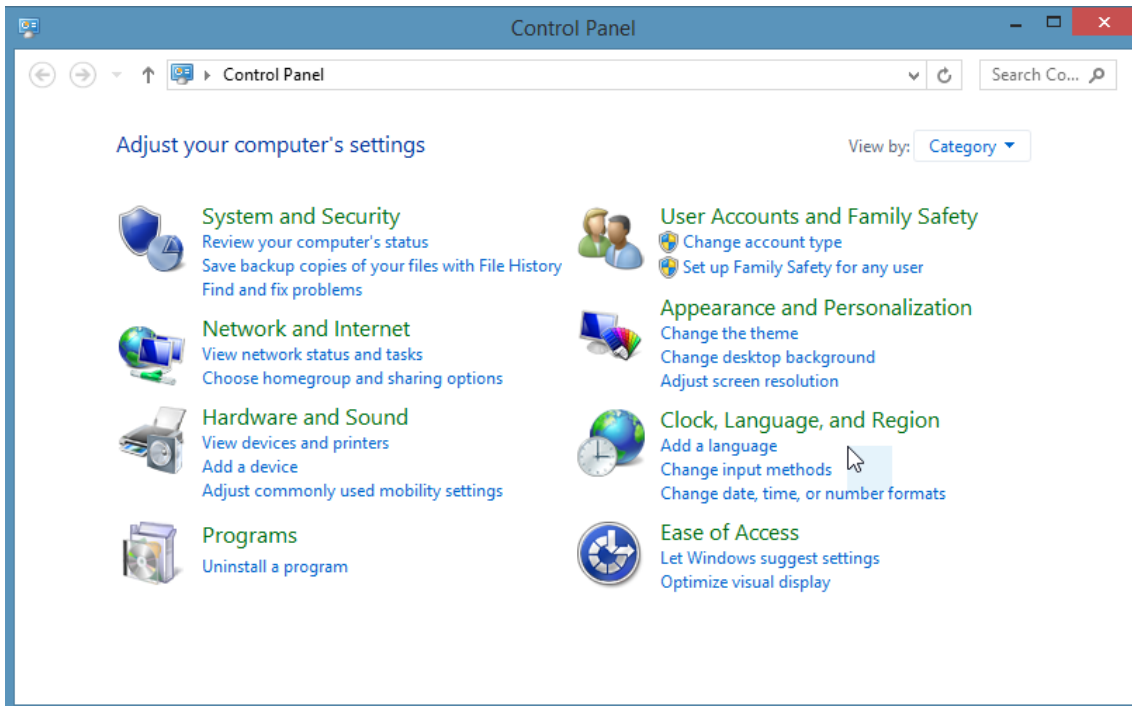 Control Panel
Control Panel
Search Co...
Adjust your computer's settings
View by: Category
System and Security
Review your computer's status
Save backup copies of your files with File History
Find and fix problems
Network and Internet
View network status and tasks
Choose homegroup and sharing options
Hardware and Sound
View devices and printers
Add a device
Adjust commonly used mobility settings
Programs
Uninstall a program
User Accounts and Family Safety
Change account type
Set up Family Safety for any user
Appearance and Personalization
Change the theme
Change desktop background
Adjust screen resolution
Clock, Language, and Region
Add a language
Change input methods
Change date, time, or number formats
Ease of Access
Let Windows suggest settings
Optimize visual display